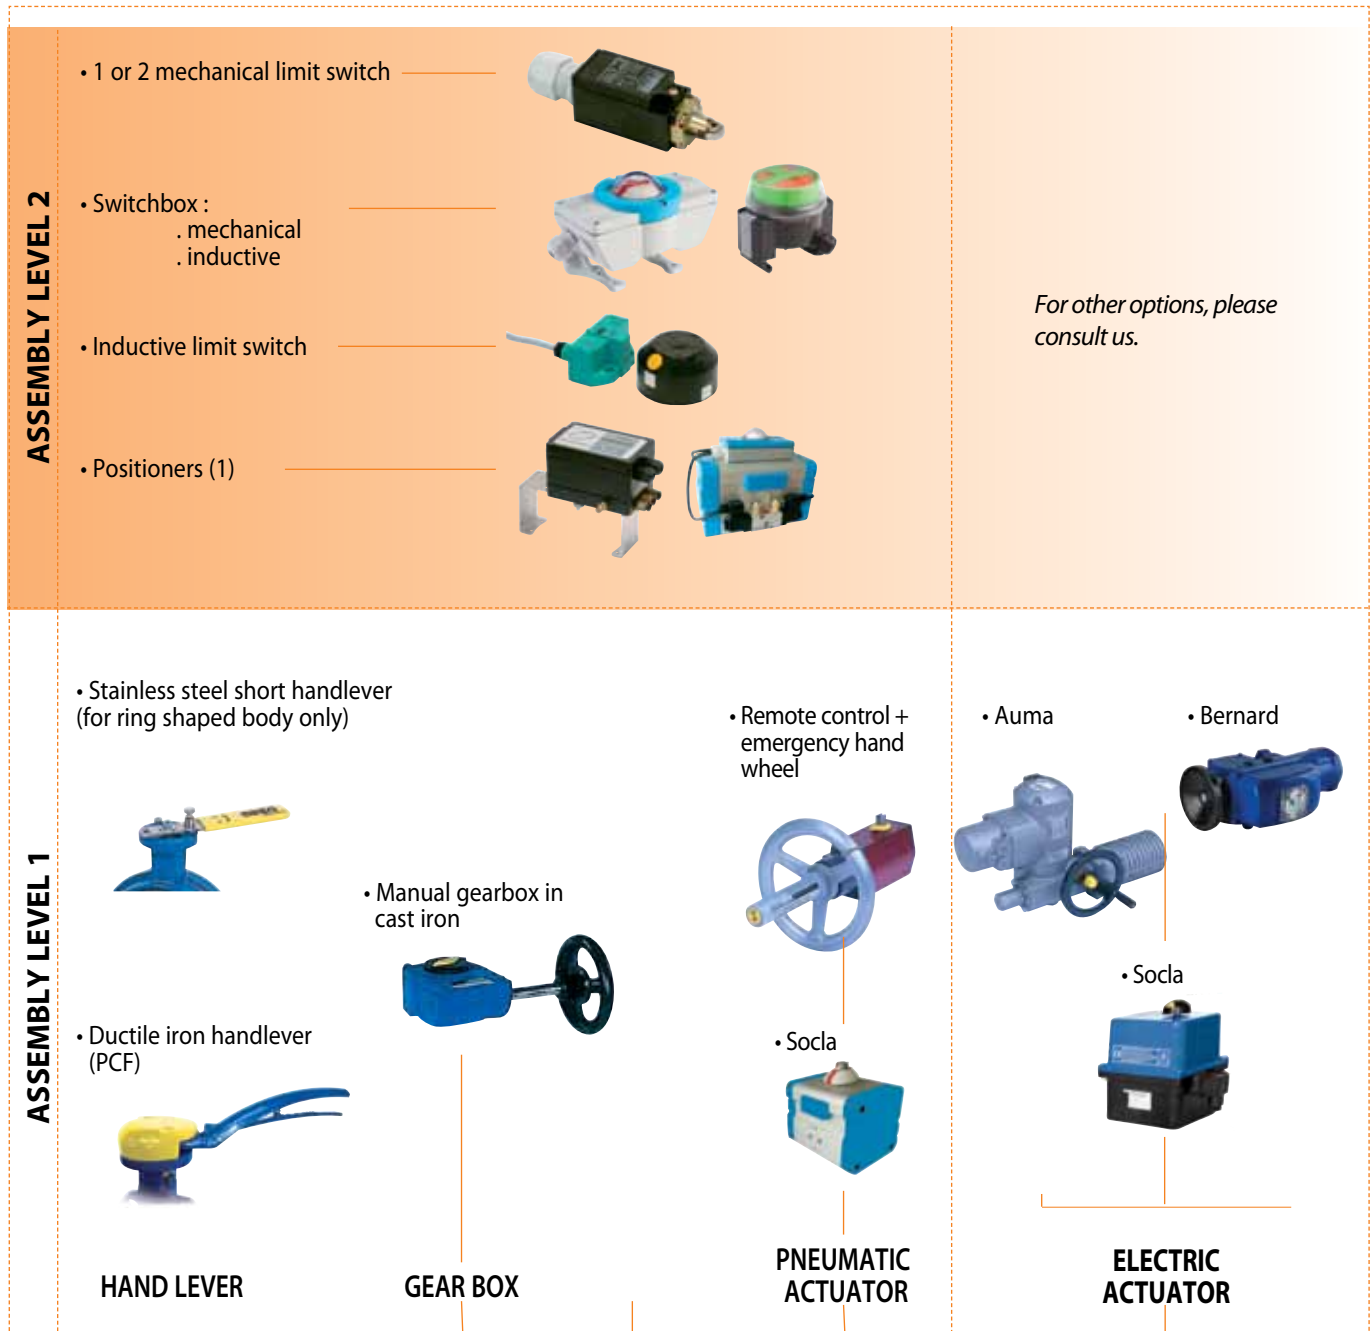 ASSEMBLY LEVEL 2
• 1 or 2 mechanical limit switch
• Switchbox :
. mechanical
. inductive
• Inductive limit switch
• Positioners (1)
For other options, please
consult us.
ASSEMBLY LEVEL 1
• Stainless steel short handlever
(for ring shaped body only)
• Ductile iron handlever
(PCF)
• Manual gearbox in
cast iron
• Remote control +
emergency hand
wheel
• Socla
• Auma
• Bernard
• Socla
HAND LEVER
GEAR BOX
PNEUMATIC
ACTUATOR
ELECTRIC
ACTUATOR